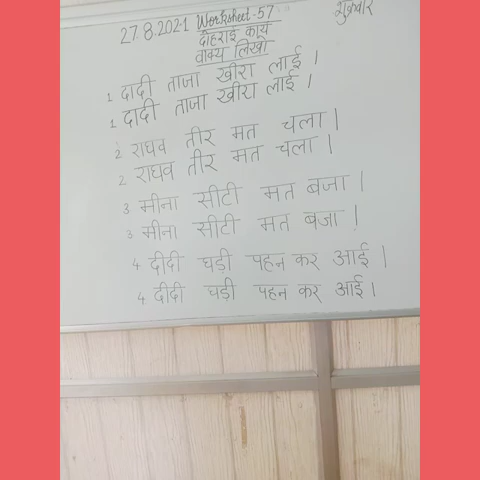 27.8.2021 Worksheet-57 शुक्रवार
दोहराई कार्य
वाक्य लिखो
1 दादी ताजा खीरा लाई।
1 दादी ताजा खीरा लाई।
2 राघव तीर मत चला।
2 राघव तीर मत चला।
3 मीना सीटी मत बजा।
3 मीना सीटी मत बजा।
4 दीदी घड़ी पहन कर आई।
4 दीदी घड़ी पहन कर आई।